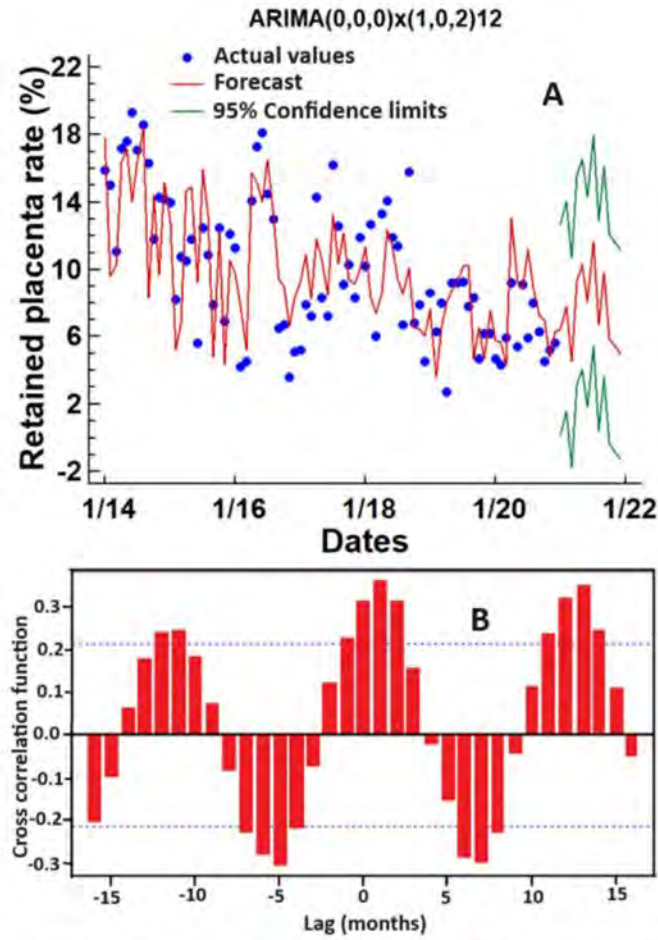 ARIMA(0,0,0)x(1,0,2)12
Actual values
Forecast
95% Confidence limits
A
Retained placenta rate (%)
22
18
14
10
6
2
-2
1/14
1/16
1/18
1/20
1/22
Dates
B
Cross correlation function
0.3
0.2
0.1
0.0
-0.1
-0.2
-0.3
-15
-10
-5
0
5
10
15
Lag (months)